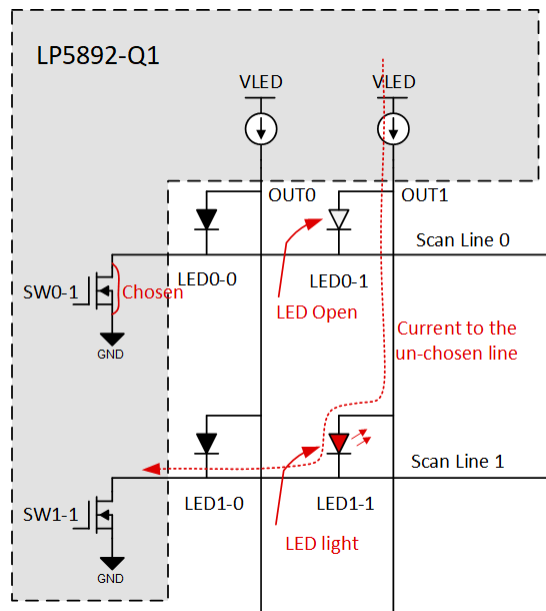 LP5892-Q1
VLED
VLED
OUT0
OUT1
Scan Line 0
LED0-0
LED0-1
SW0-1
Chosen
LED Open
GND
Current to the
un-chosen line
Scan Line 1
LED1-0
LED1-1
SW1-1
LED light
GND